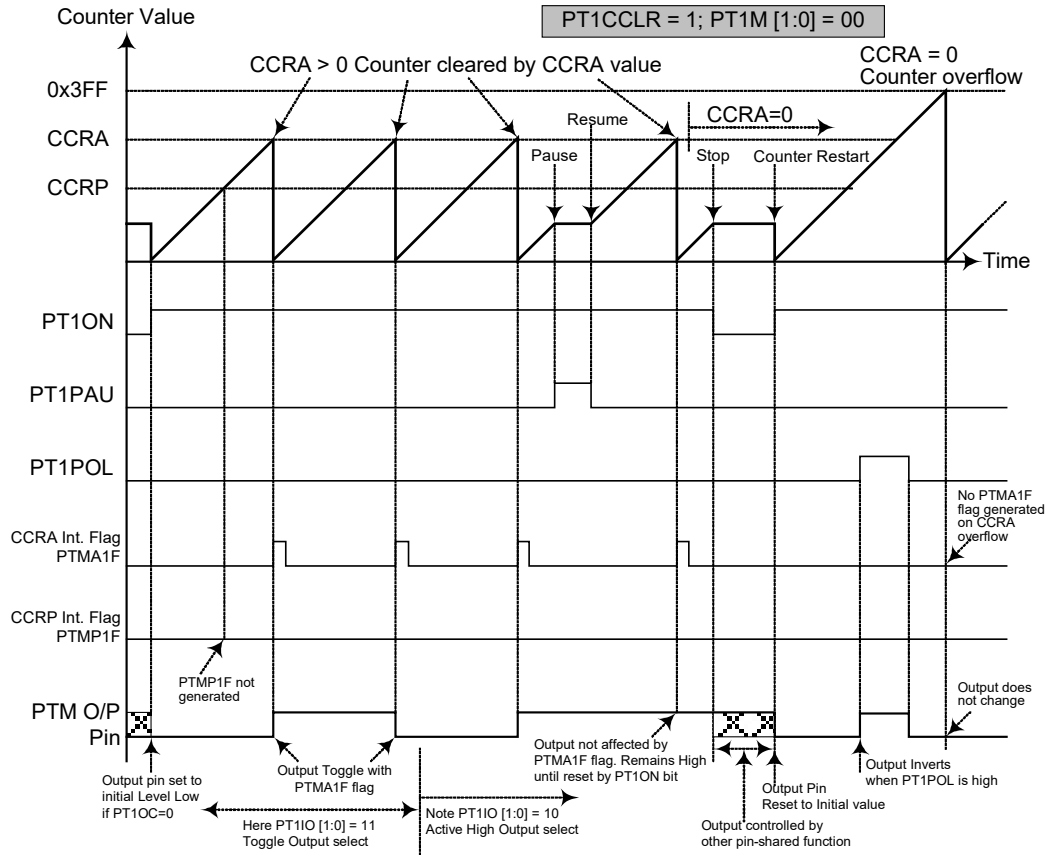 Counter Value
PT1CCLR = 1; PT1M [1:0] = 00
CCRA > 0 Counter cleared by CCRA value
CCRA = 0
Counter overflow
0x3FF
Resume
CCRA=0
CCRA
Pause
Stop
Counter Restart
CCRP
Time
PT1ON
PT1PAU
PT1POL
No PTMA1F
flag generated
on CCRA
overflow
CCRA Int. Flag
PTMA1F
CCRP Int. Flag
PTMP1F
PTMP1F not
generated
Output does
not change
PTM O/P
Pin
Output pin set to
initial Level Low
if PT1OC=0
Output Toggle with
PTMA1F flag
Output not affected by
PTMA1F flag. Remains High
until reset by PT1ON bit
Output Inverts
when PT1POL is high
Output Pin
Reset to Initial value
Here PT1IO [1:0] = 11
Toggle Output select
Note PT1IO [1:0] = 10
Active High Output select
Output controlled by
other pin-shared function